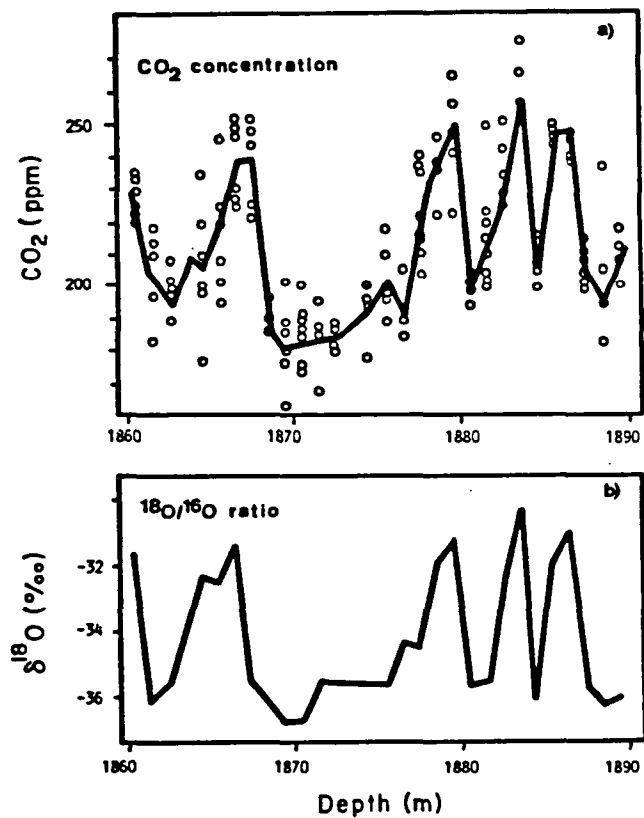 a)
CO₂ concentration
CO₂ (ppm)
250
200
1860 1870 1880 1890
b)
¹⁸O/¹⁶O ratio
δ¹⁸O (‰)
-32
-34
-36
1860 1870 1880 1890
Depth (m)